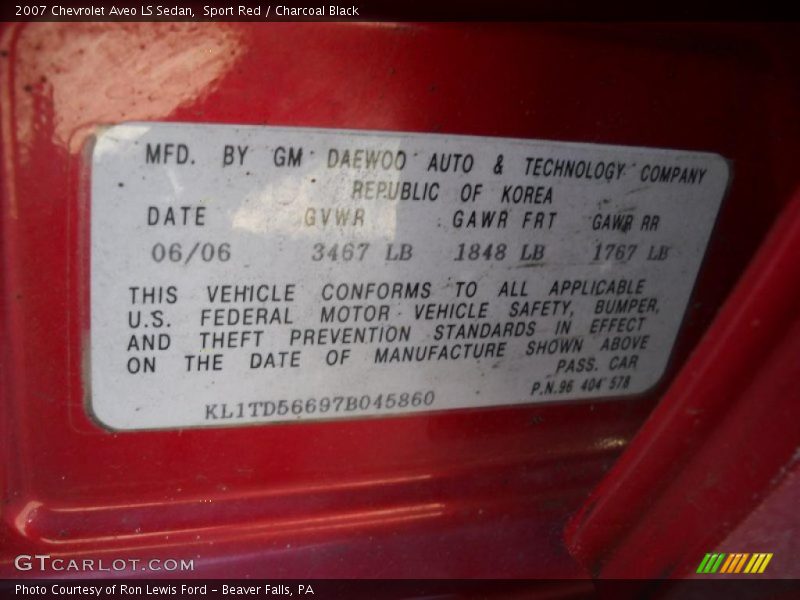 2007 Chevrolet Aveo LS Sedan, Sport Red / Charcoal Black
MFD. BY GM DAEWOO AUTO & TECHNOLOGY COMPANY
REPUBLIC OF KOREA
DATE GVWR GAWR FRT GAWR RR
06/06 3467 LB 1848 LB 1767 LB
THIS VEHICLE CONFORMS TO ALL APPLICABLE
U.S. FEDERAL MOTOR VEHICLE SAFETY, BUMPER,
AND THEFT PREVENTION STANDARDS IN EFFECT
ON THE DATE OF MANUFACTURE SHOWN ABOVE
PASS. CAR
P.N.96 404 578
KL1TD56697B045860
GTCARLOT.COM
Photo Courtesy of Ron Lewis Ford - Beaver Falls, PA